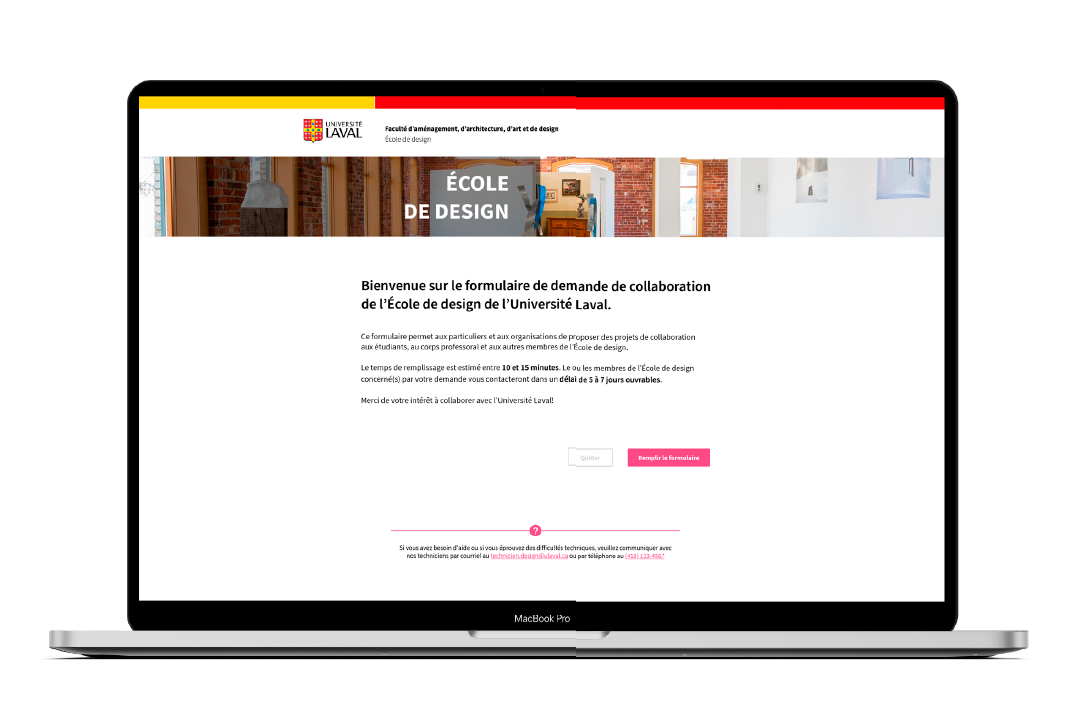 UNIVERSITÉ
LAVAL
Faculté d'aménagement, d'architecture, d'art et de design
École de design
ÉCOLE
DE DESIGN
Bienvenue sur le formulaire de demande de collaboration
de l'École de design de l'Université Laval.
Ce formulaire permet aux particuliers et aux organisations de proposer des projets de collaboration
aux étudiants, au corps professoral et aux autres membres de l'École de design.
Le temps de remplissage est estimé entre 10 et 15 minutes. Le ou les membres de l'École de design
concerné(s) par votre demande vous contacteront dans un délai de 5 à 7 jours ouvrables.
Merci de votre intérêt à collaborer avec l'Université Laval!
Quitter
Remplir le formulaire
?
Si vous avez besoin d'aide ou si vous éprouvez des difficultés techniques, veuillez communiquer avec
nos techniciens par courriel au technicien.design@ulaval.ca ou par téléphone au (418) 123-4567
MacBook Pro